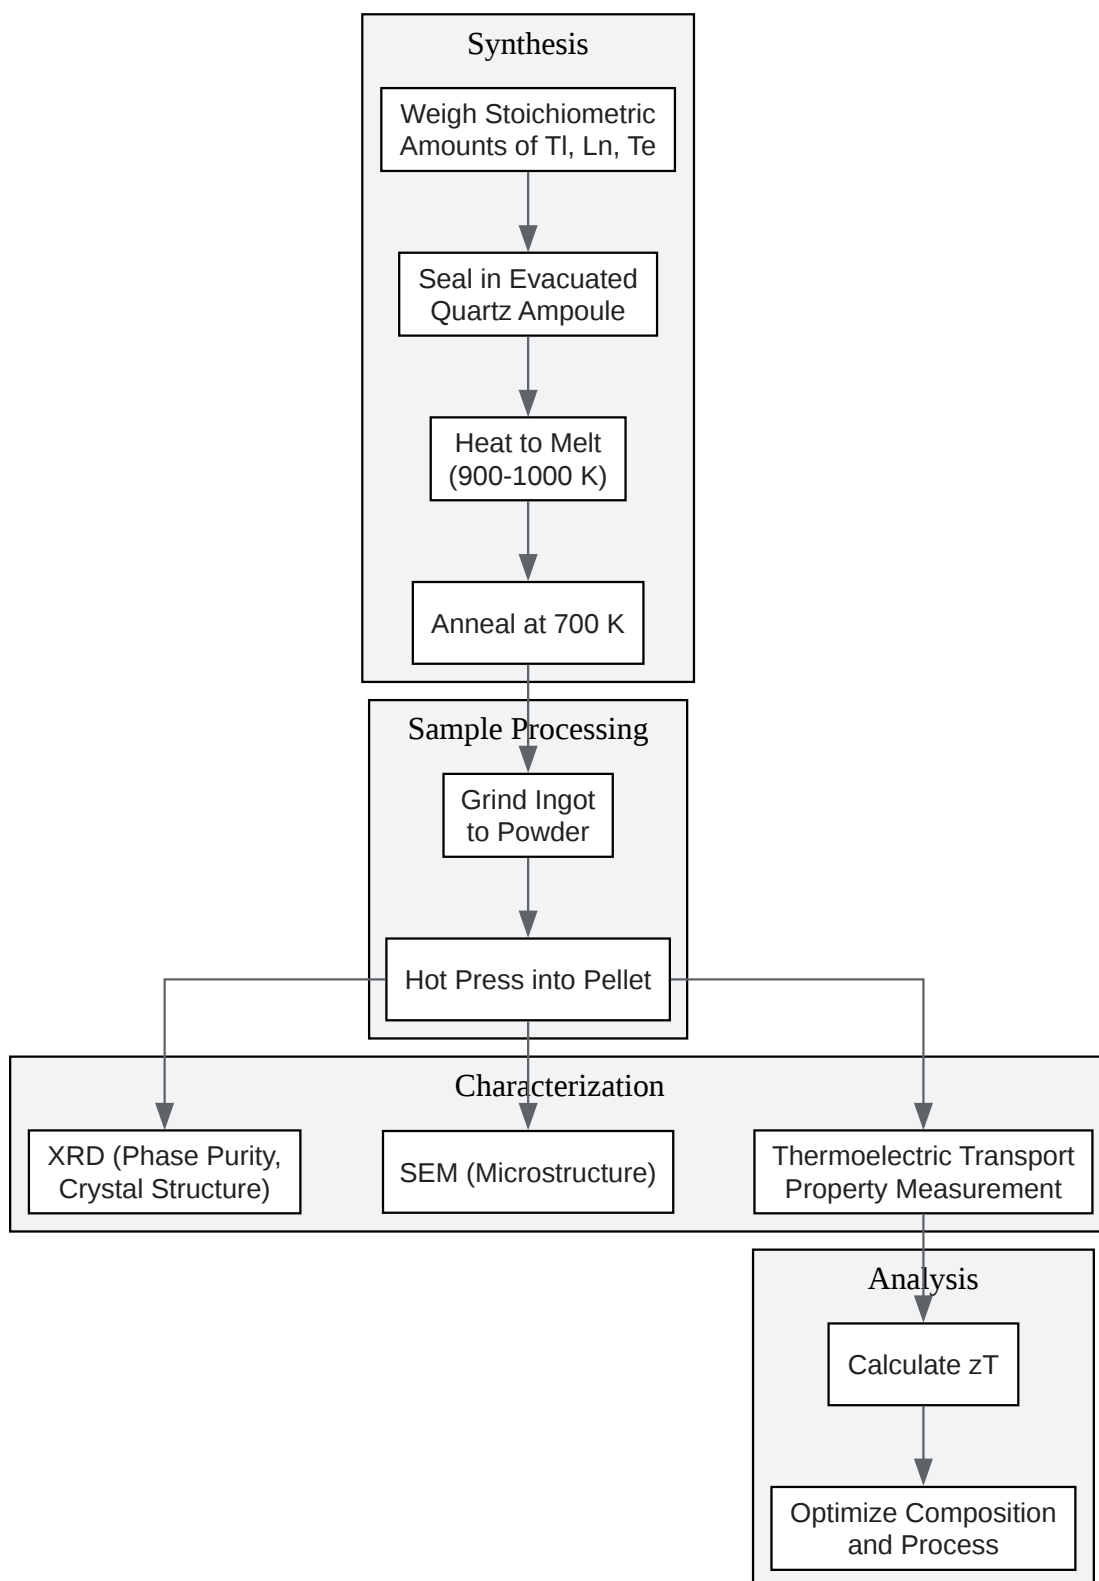 Synthesis
Weigh Stoichiometric
Amounts of Tl, Ln, Te
Seal in Evacuated
Quartz Ampoule
Heat to Melt
(900-1000 K)
Anneal at 700 K
Sample Processing
Grind Ingot
to Powder
Hot Press into Pellet
Characterization
XRD (Phase Purity,
Crystal Structure)
SEM (Microstructure)
Thermoelectric Transport
Property Measurement
Analysis
Calculate zT
Optimize Composition
and Process